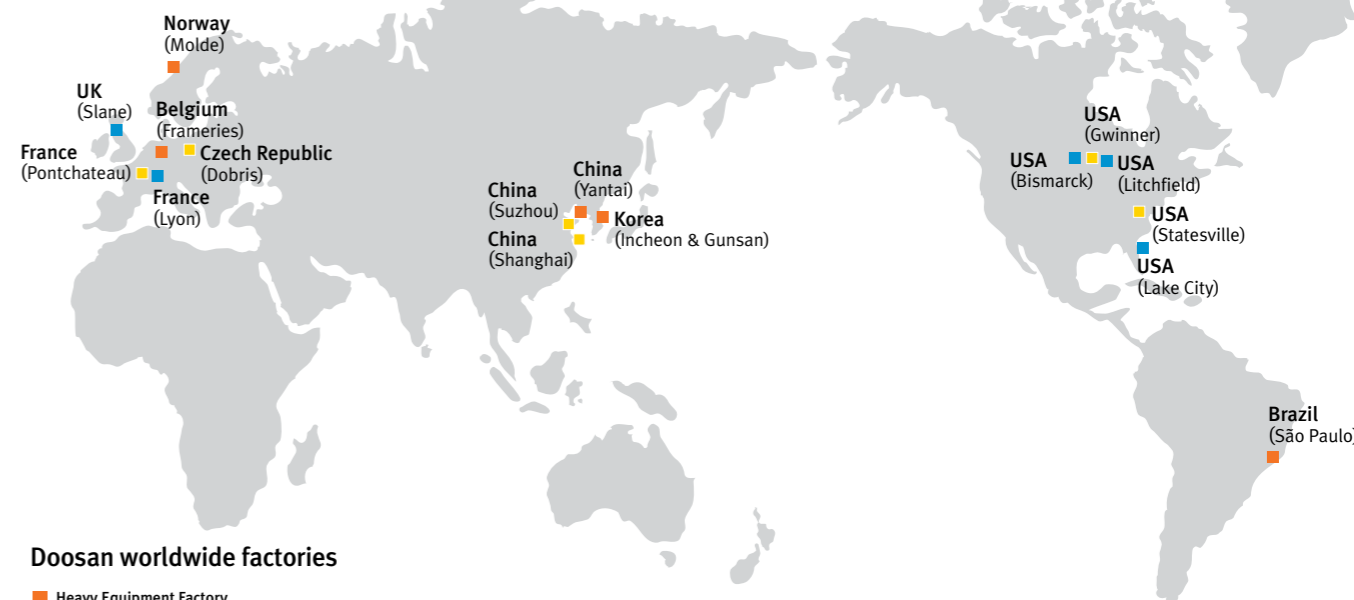 Norway
(Molde)
UK
(Slane)
Belgium
(Frameries)
France
(Pontchateau)
Czech Republic
(Dobris)
France
(Lyon)
China
(Yantai)
China
(Suzhou)
Korea
(Incheon & Gunsan)
China
(Shanghai)
USA
(Gwinner)
USA
(Bismarck)
USA
(Litchfield)
USA
(Statesville)
USA
(Lake City)
Brazil
(São Paulo)
Doosan worldwide factories
Heavy Equipment Factory